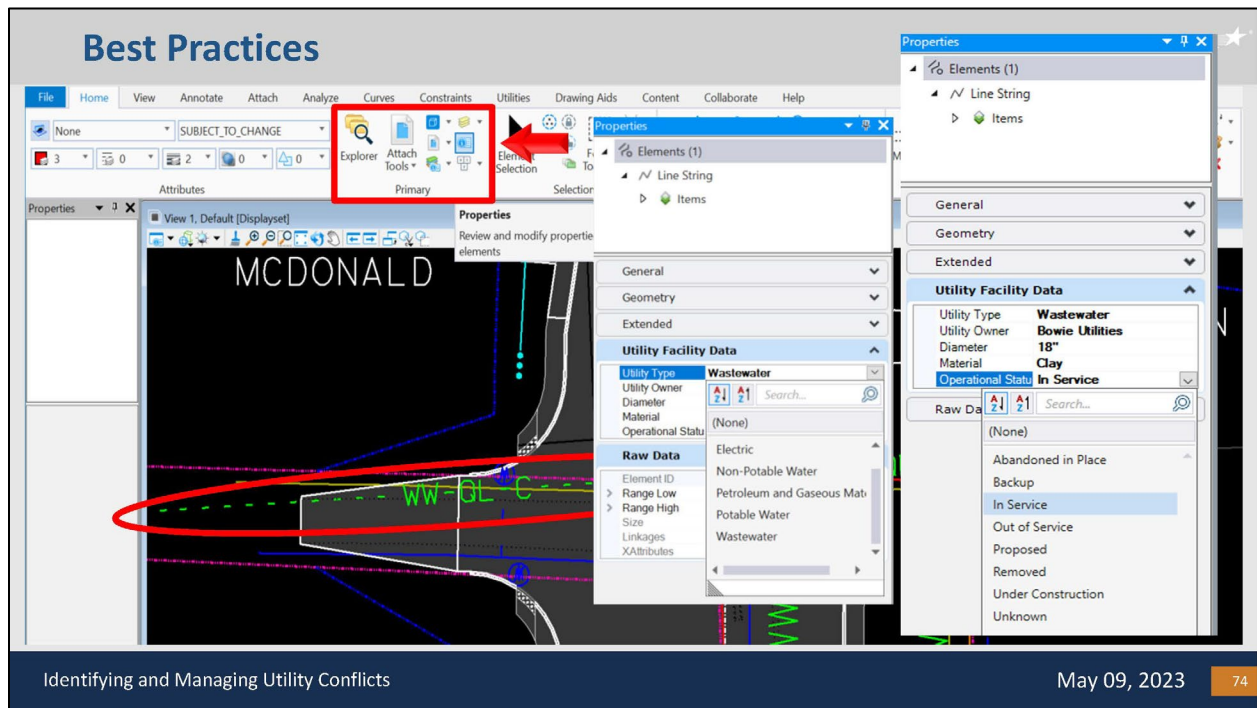 Best Practices
File Home View Annotate Attach Analyze Curves Constraints Utilities Drawing Aids Content Collaborate Help
None
SUBJECT_TO_CHANGE
3 0 2 0 0
Attributes
Explorer
Attach
Tools
Primary
Element
Selection
Selection
Properties
Review and modify propertie
elements
Properties
View 1, Default [Displayset]
MCDONALD
WW-QL-C
Properties
Elements (1)
Line String
Items
General
Geometry
Extended
Utility Facility Data
Utility Type Wastewater
Utility Owner
Diameter
Material
Operational Statu
Search...
(None)
Electric
Non-Potable Water
Petroleum and Gaseous Mat
Potable Water
Wastewater
Raw Data
Element ID
Range Low
Range High
Size
Linkages
XAttributes
Properties
Elements (1)
Line String
Items
General
Geometry
Extended
Utility Facility Data
Utility Type Wastewater
Utility Owner Bowie Utilities
Diameter 18"
Material Clay
Operational Statu In Service
Raw Da
Search...
(None)
Abandoned in Place
Backup
In Service
Out of Service
Proposed
Removed
Under Construction
Unknown
Identifying and Managing Utility Conflicts
May 09, 2023
74